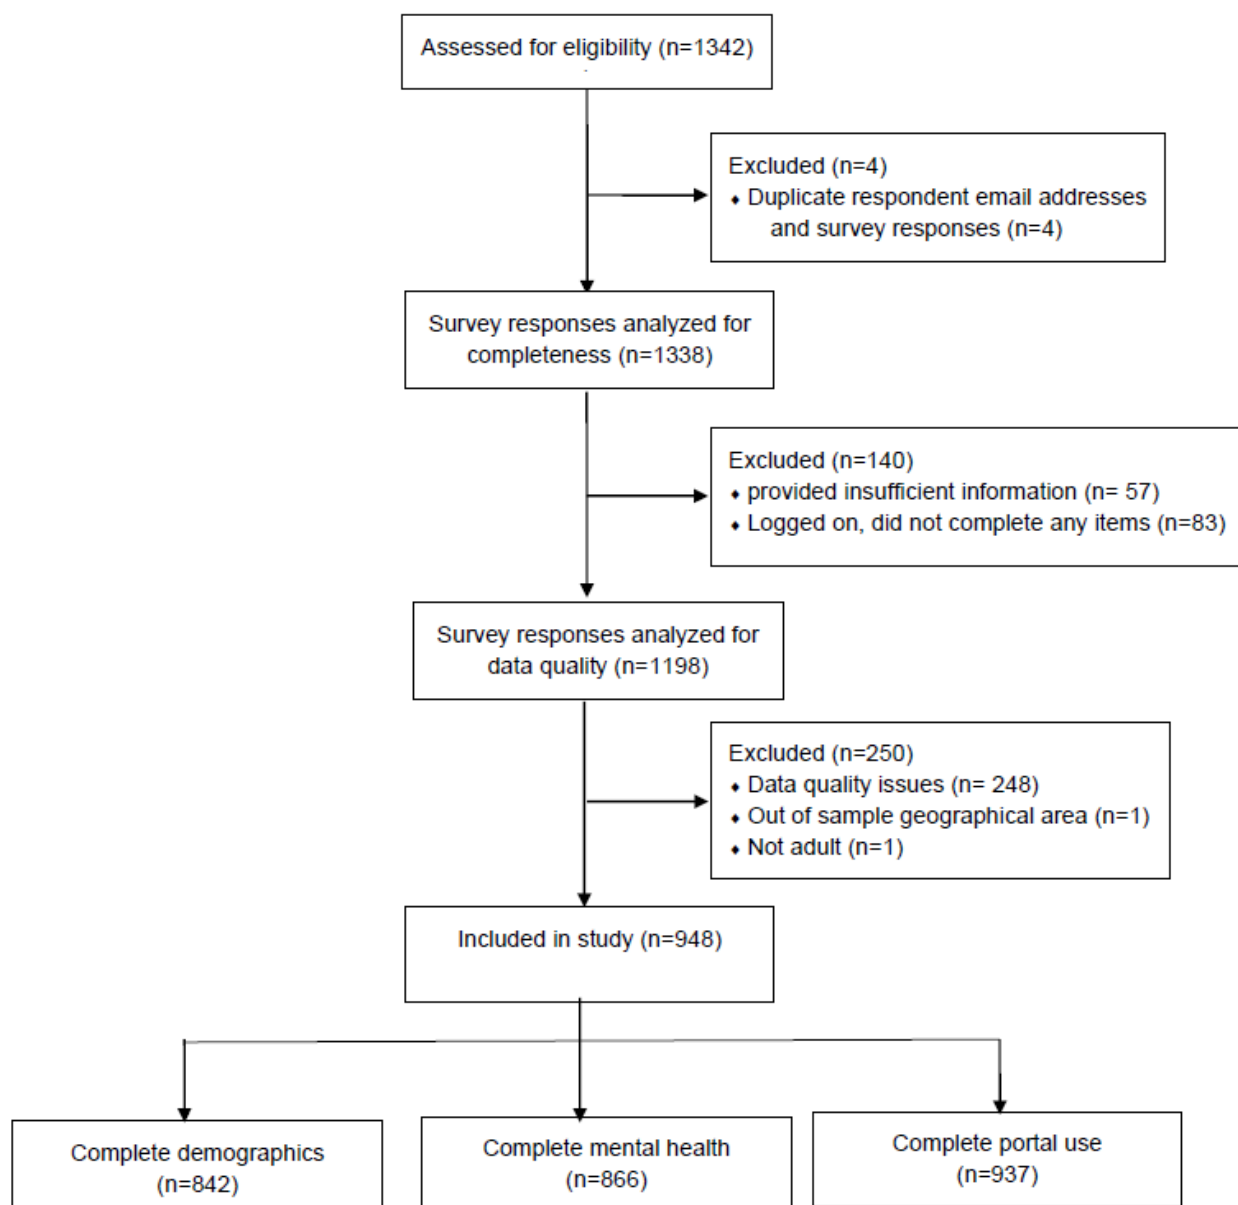 Assessed for eligibility (n=1342)
Excluded (n=4)
⬧ Duplicate respondent email addresses
and survey responses (n=4)
Survey responses analyzed for
completeness (n=1338)
Excluded (n=140)
⬧ provided insufficient information (n= 57)
⬧ Logged on, did not complete any items (n=83)
Survey responses analyzed for
data quality (n=1198)
Excluded (n=250)
⬧ Data quality issues (n= 248)
⬧ Out of sample geographical area (n=1)
⬧ Not adult (n=1)
Included in study (n=948)
Complete demographics
(n=842)
Complete mental health
(n=866)
Complete portal use
(n=937)